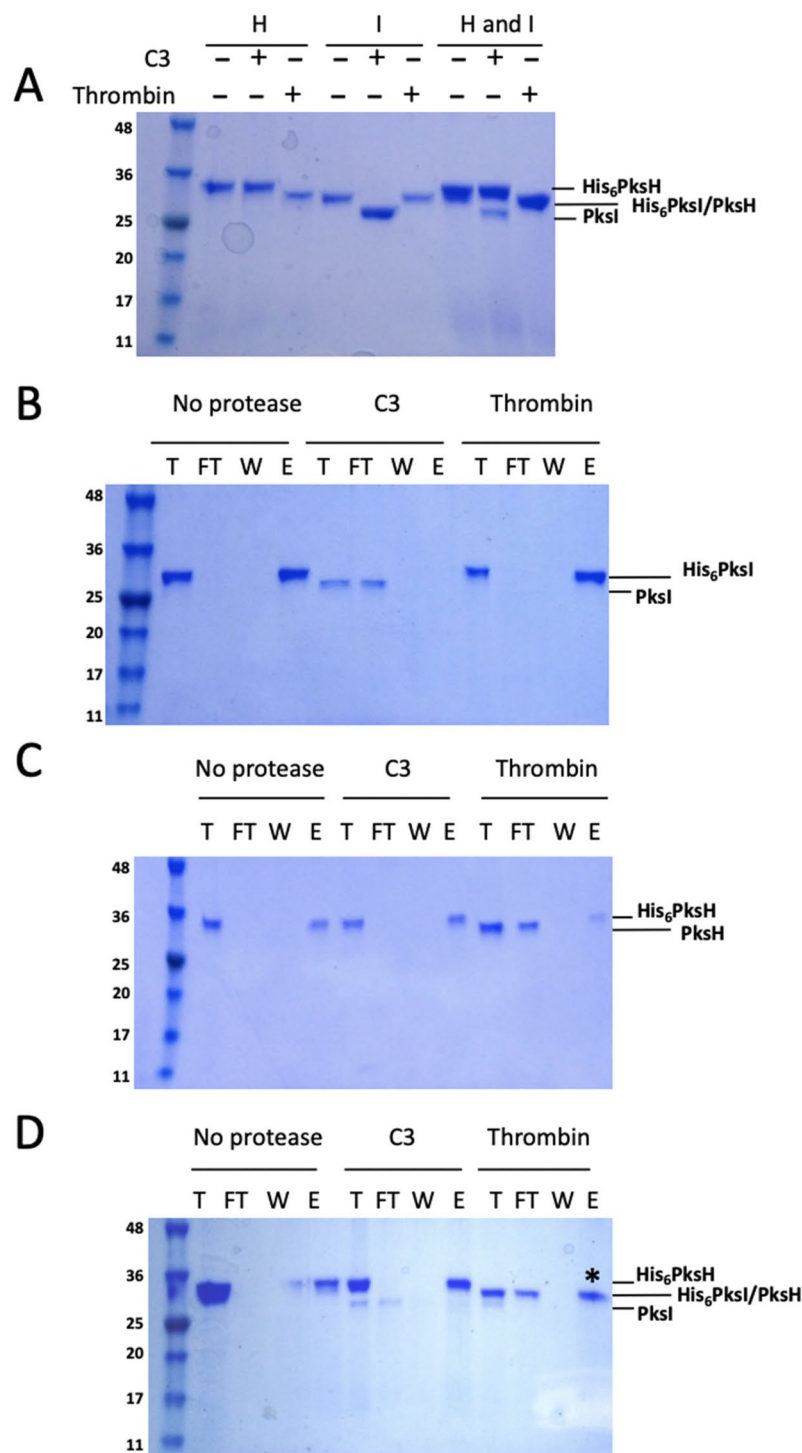 H I H and I
C3 – + – – + – – + –
A Thrombin – – + – – + – – +
48
36
25
20
17
11
His₆PksH
His₆PksI/PksH
PksI
B No protease C3 Thrombin
T FT W E T FT W E T FT W E
48
36
25
20
17
11
His₆PksI
PksI
C No protease C3 Thrombin
T FT W E T FT W E T FT W E
48
36
25
20
17
11
His₆PksH
PksH
D No protease C3 Thrombin
T FT W E T FT W E T FT W E
48
36
25
20
17
11
*
His₆PksH
His₆PksI/PksH
PksI